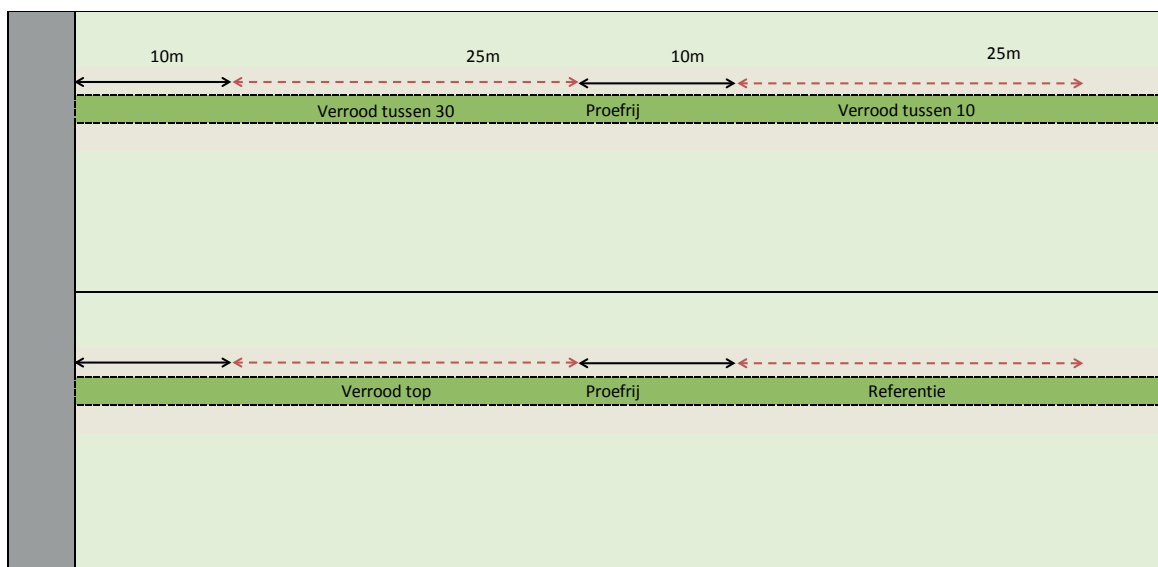 10m 25m 10m 25m
Verrood tussen 30 Proefrij Verrood tussen 10
Verrood top Proefrij Referentie